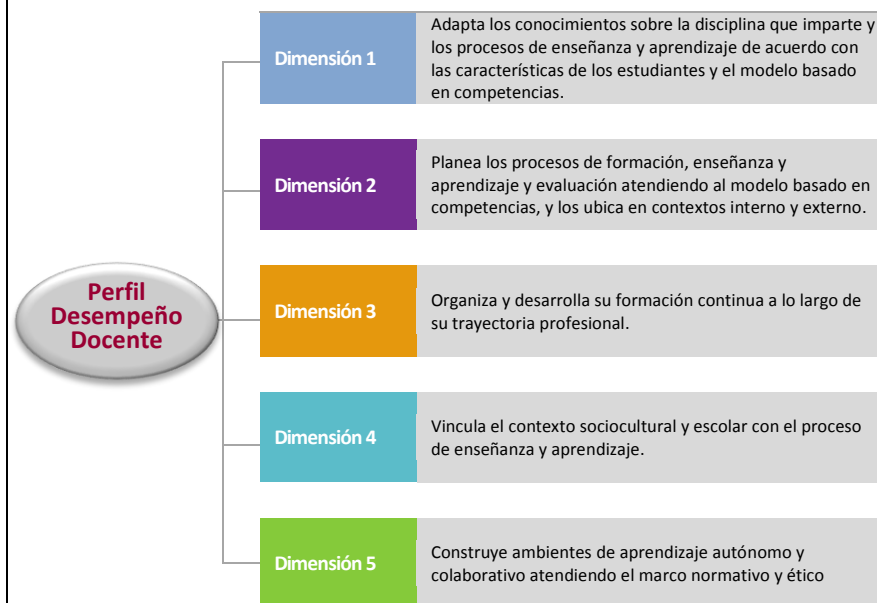 Perfil
Desempeño
Docente
Dimensión 1
Adapta los conocimientos sobre la disciplina que imparte y
los procesos de enseñanza y aprendizaje de acuerdo con
las características de los estudiantes y el modelo basado
en competencias.
Dimensión 2
Planea los procesos de formación, enseñanza y
aprendizaje y evaluación atendiendo al modelo basado en
competencias, y los ubica en contextos interno y externo.
Dimensión 3
Organiza y desarrolla su formación continua a lo largo de
su trayectoria profesional.
Dimensión 4
Vincula el contexto sociocultural y escolar con el proceso
de enseñanza y aprendizaje.
Dimensión 5
Construye ambientes de aprendizaje autónomo y
colaborativo atendiendo el marco normativo y ético